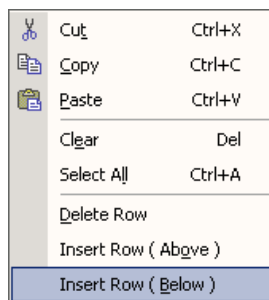 Cut Ctrl+X
Copy Ctrl+C
Paste Ctrl+V
Clear Del
Select All Ctrl+A
Delete Row
Insert Row ( Above )
Insert Row ( Below )